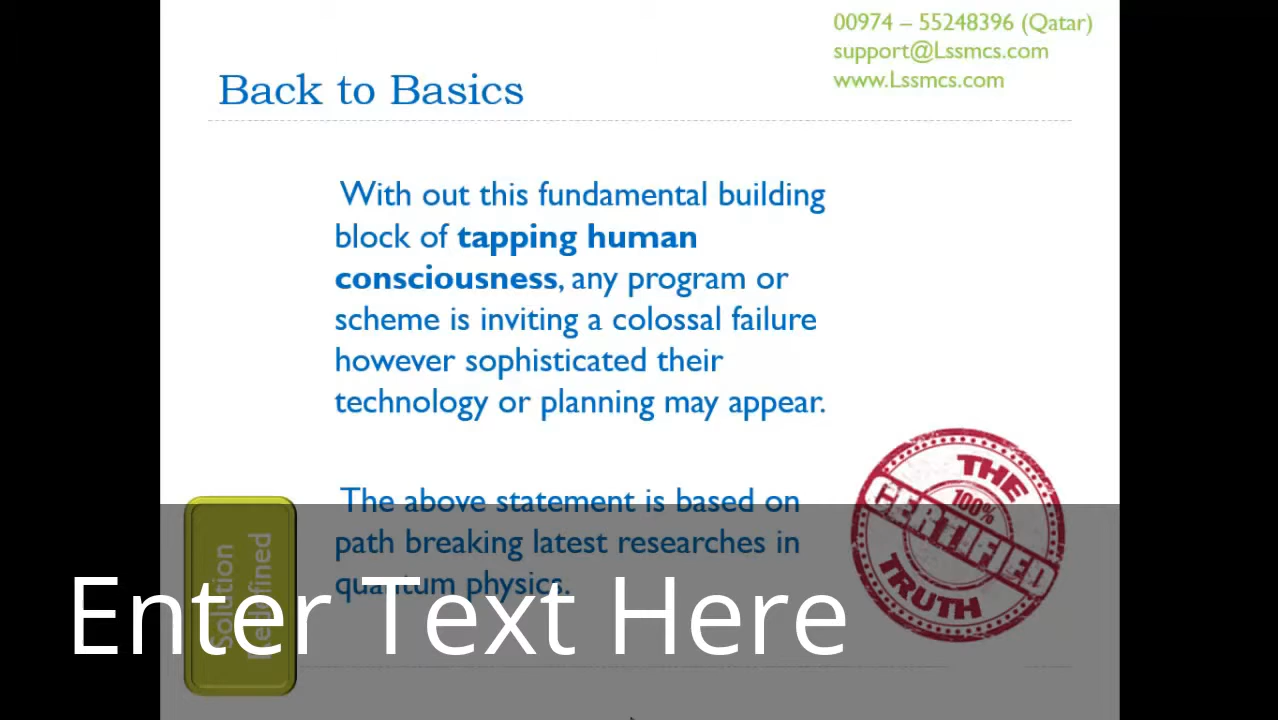 00974 – 55248396 (Qatar)
support@Lssmcs.com
www.Lssmcs.com
Back to Basics
With out this fundamental building
block of tapping human
consciousness, any program or
scheme is inviting a colossal failure
however sophisticated their
technology or planning may appear.
The above statement is based on
path breaking latest researches in
quantum physics.
THE
100%
CERTIFIED
TRUTH
Solution
Redefined
Enter Text Here